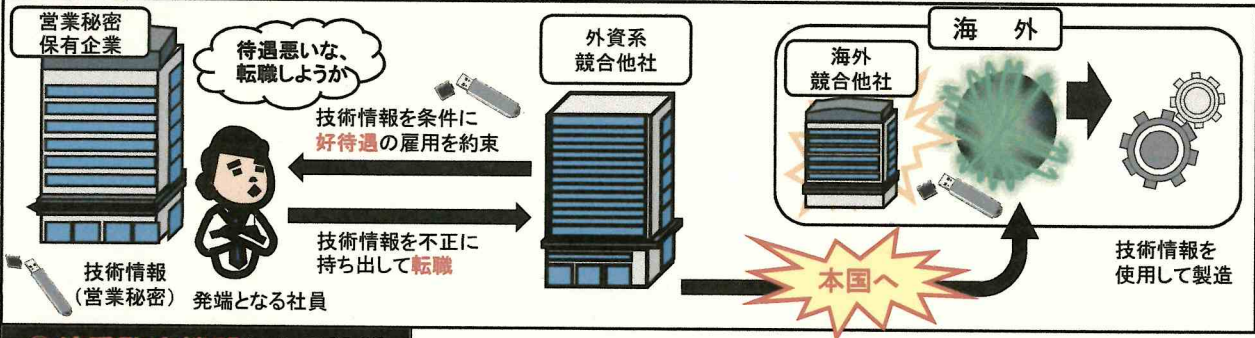 営業秘密
保有企業
待遇悪いな、
転職しようか
技術情報を条件に
好待遇の雇用を約束
技術情報を不正に
持ち出して転職
技術情報
（営業秘密）
発端となる社員
外資系
競合他社
本国へ
海　外
海外
競合他社
技術情報を
使用して製造